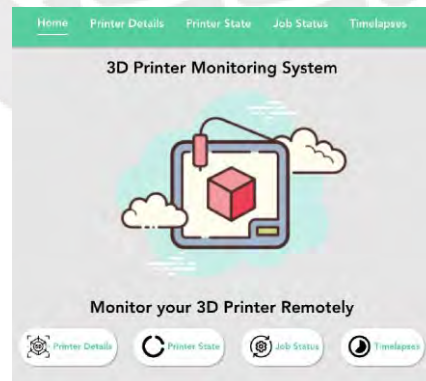 Home Printer Details Printer State Job Status Timelapses
3D Printer Monitoring System
Monitor your 3D Printer Remotely
Printer Details Printer State Job Status Timelapses